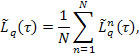 L̃_q(τ) = 1/N ∑_{n=1}^{N} L̃_q^n(τ),